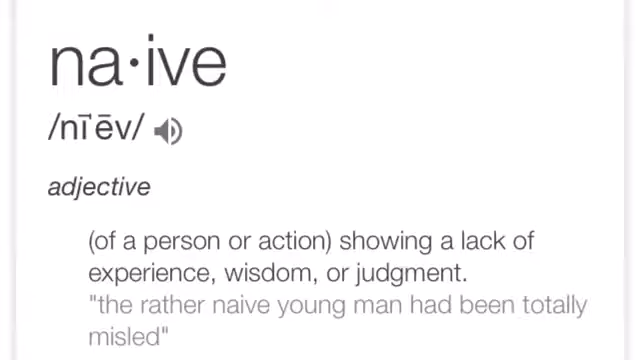 na·ive
/nīˈēv/
adjective
(of a person or action) showing a lack of
experience, wisdom, or judgment.
"the rather naive young man had been totally
misled"